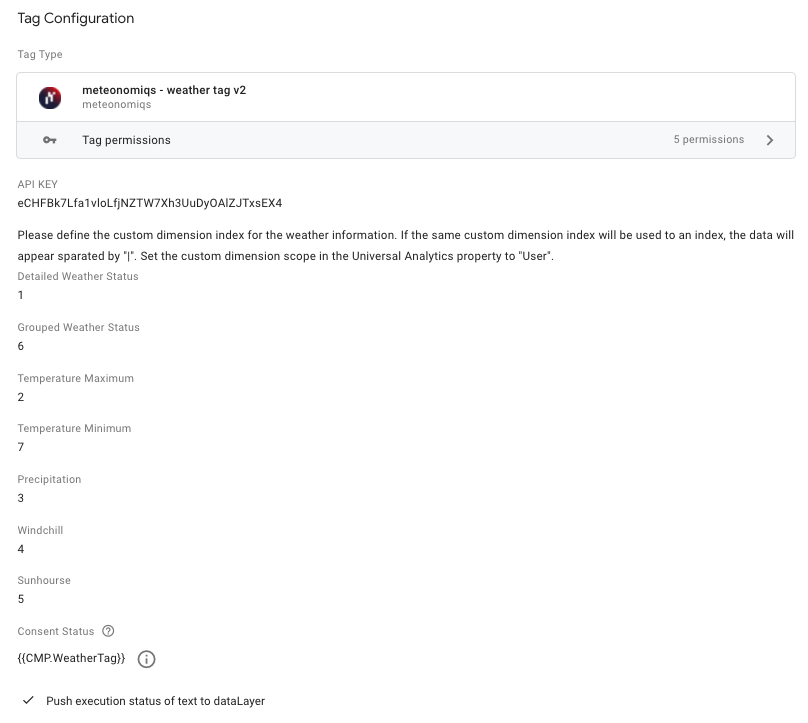 Tag Configuration
Tag Type
meteonomiqs - weather tag v2
meteonomiqs
Tag permissions
5 permissions
API KEY
eCHFBk7Lfa1vloLfjNZTW7Xh3UuDyOAlZJTxsEX4
Please define the custom dimension index for the weather information. If the same custom dimension index will be used to an index, the data will
appear sparated by "|". Set the custom dimension scope in the Universal Analytics property to "User".
Detailed Weather Status
1
Grouped Weather Status
6
Temperature Maximum
2
Temperature Minimum
7
Precipitation
3
Windchill
4
Sunhourse
5
Consent Status
{{CMP.WeatherTag}}
Push execution status of text to dataLayer